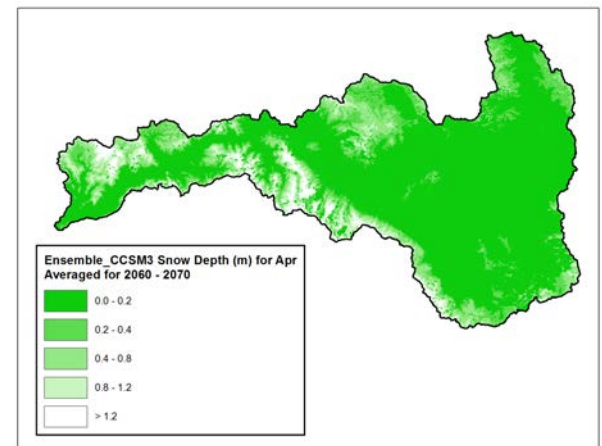 Ensemble_CCSM3 Snow Depth (m) for Apr
Averaged for 2060 - 2070
0.0 - 0.2
0.2 - 0.4
0.4 - 0.8
0.8 - 1.2
> 1.2